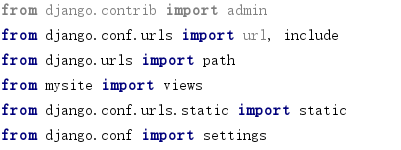 from django.contrib import admin
from django.conf.urls import url, include
from django.urls import path
from mysite import views
from django.conf.urls.static import static
from django.conf import settings